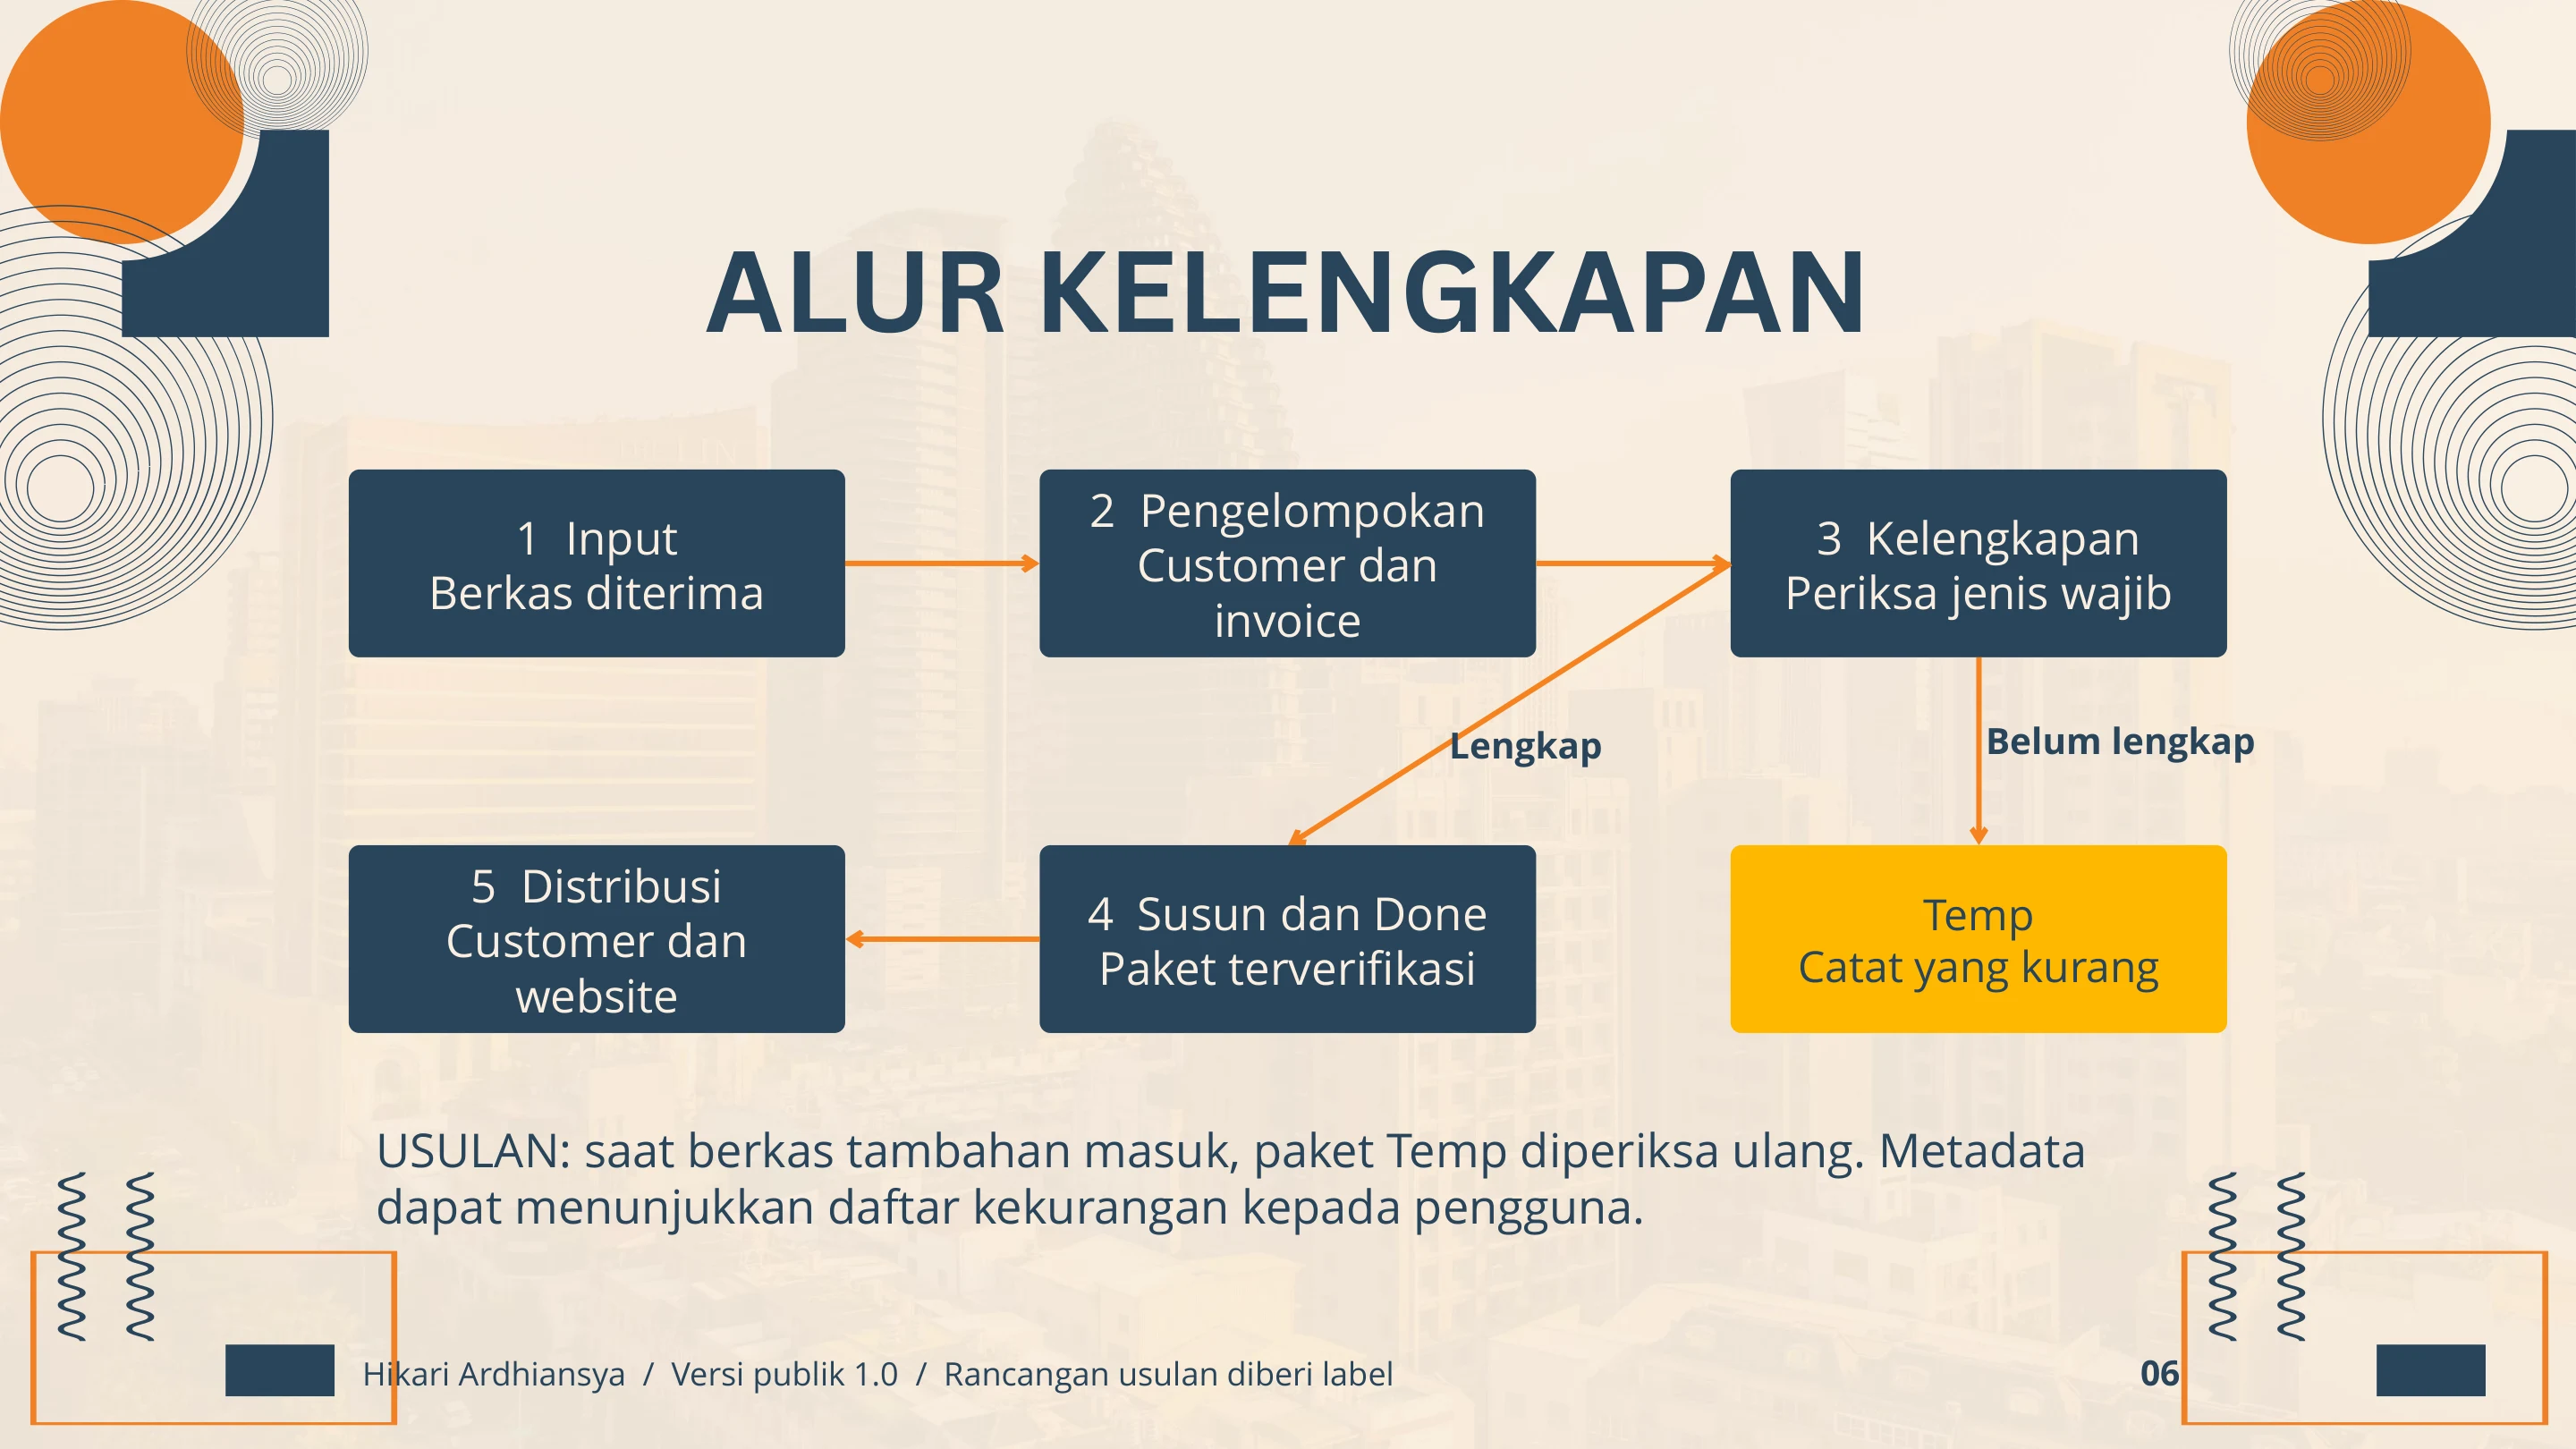 ALUR KELENGKAPAN
1 Input
Berkas diterima
2 Pengelompokan
Customer dan
invoice
3 Kelengkapan
Periksa jenis wajib
Lengkap
Belum lengkap
5 Distribusi
Customer dan
website
4 Susun dan Done
Paket terverifikasi
Temp
Catat yang kurang
USULAN: saat berkas tambahan masuk, paket Temp diperiksa ulang. Metadata
dapat menunjukkan daftar kekurangan kepada pengguna.
Hikari Ardhiansya / Versi publik 1.0 / Rancangan usulan diberi label
06